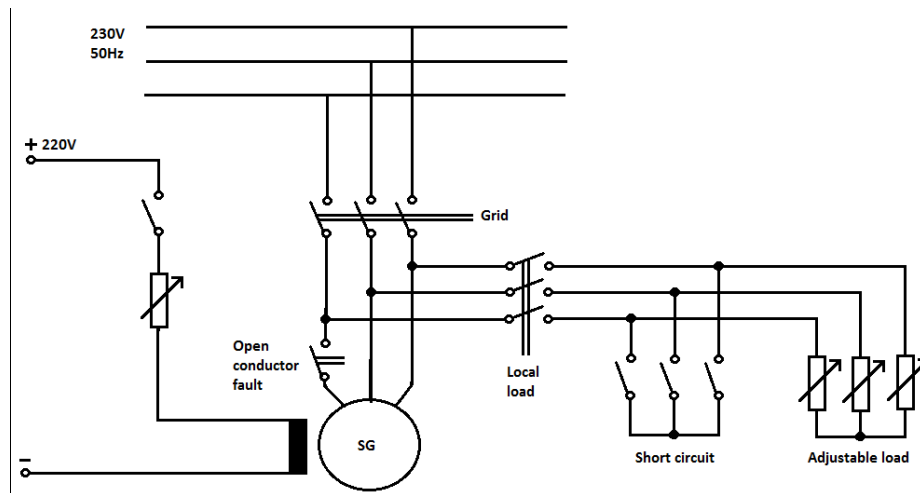 230V
50Hz
+ 220V
Grid
Open
conductor
fault
Local
load
SG
Short circuit
Adjustable load
−